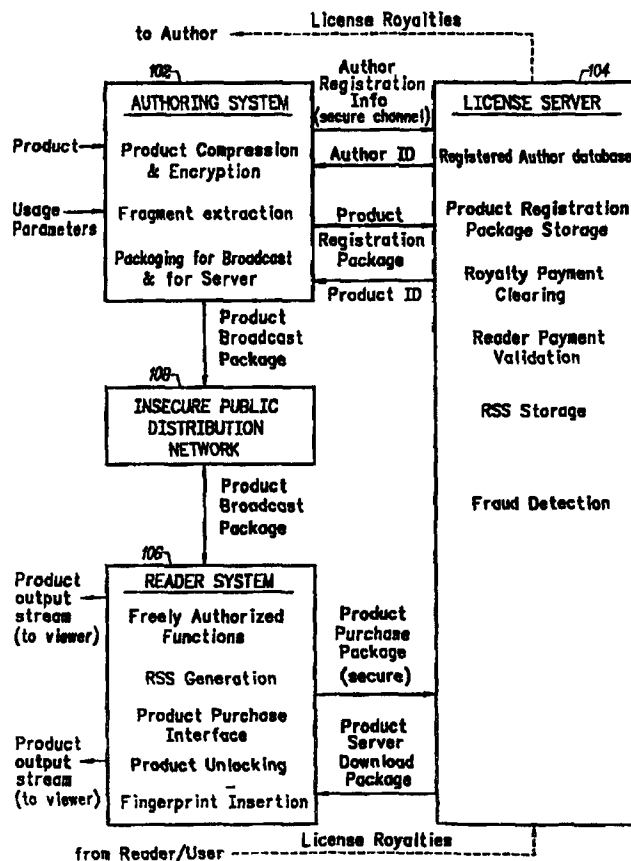 License Royalties
to Author
102
AUTHORING SYSTEM
Product Compression
& Encryption
Fragment extraction
Packaging for Broadcast
& for Server
Product
Usage
Parameters
Author
Registration
Info
(secure channel)
Author ID
Product
Registration
Package
Product ID
104
LICENSE SERVER
Registered Author database
Product Registration
Package Storage
Royalty Payment
Clearing
Reader Payment
Validation
RSS Storage
Fraud Detection
Product
Broadcast
Package
108
INSECURE PUBLIC
DISTRIBUTION
NETWORK
Product
Broadcast
Package
106
READER SYSTEM
Freely Authorized
Functions
RSS Generation
Product Purchase
Interface
Product Unlocking
Fingerprint Insertion
Product
output
stream
(to viewer)
Product
output
stream
(to viewer)
Product
Purchase
Package
(secure)
Product
Server
Download
Package
License Royalties
from Reader/User